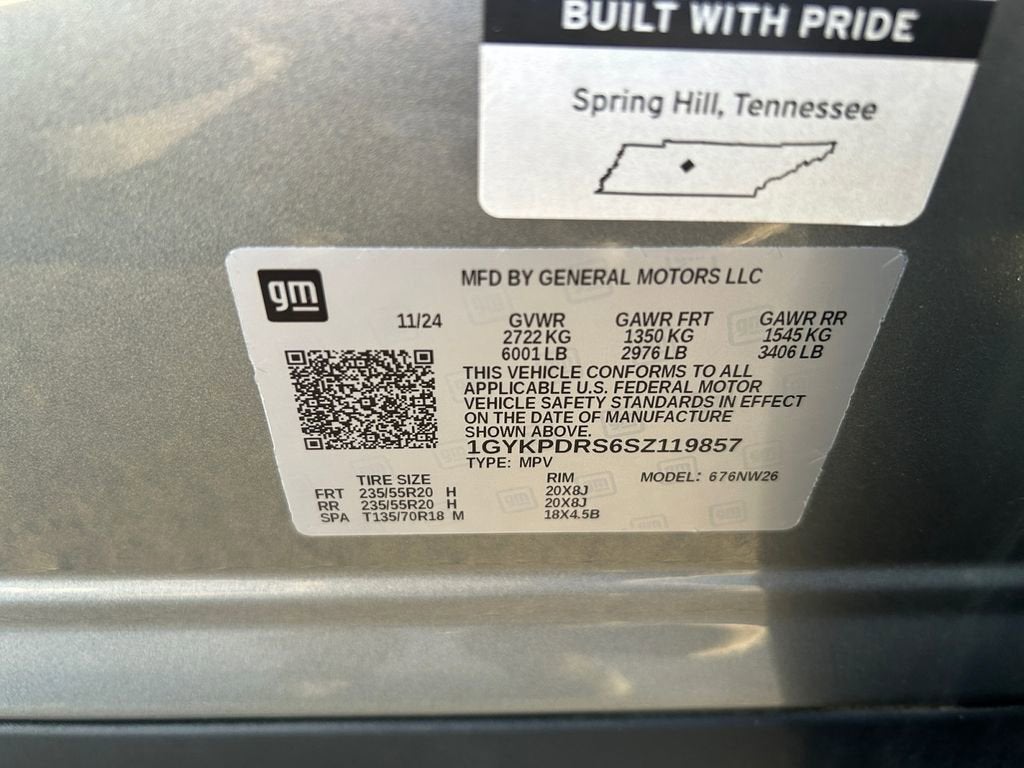 BUILT WITH PRIDE
Spring Hill, Tennessee
gm
MFD BY GENERAL MOTORS LLC
11/24 GVWR GAWR FRT GAWR RR
2722 KG 1350 KG 1545 KG
6001 LB 2976 LB 3406 LB
THIS VEHICLE CONFORMS TO ALL
APPLICABLE U.S. FEDERAL MOTOR
VEHICLE SAFETY STANDARDS IN EFFECT
ON THE DATE OF MANUFACTURE
SHOWN ABOVE.
1GYKPDRS6SZ119857
TYPE: MPV
TIRE SIZE RIM MODEL: 676NW26
FRT 235/55R20 H 20X8J
RR 235/55R20 H 20X8J
SPA T135/70R18 M 18X4.5B